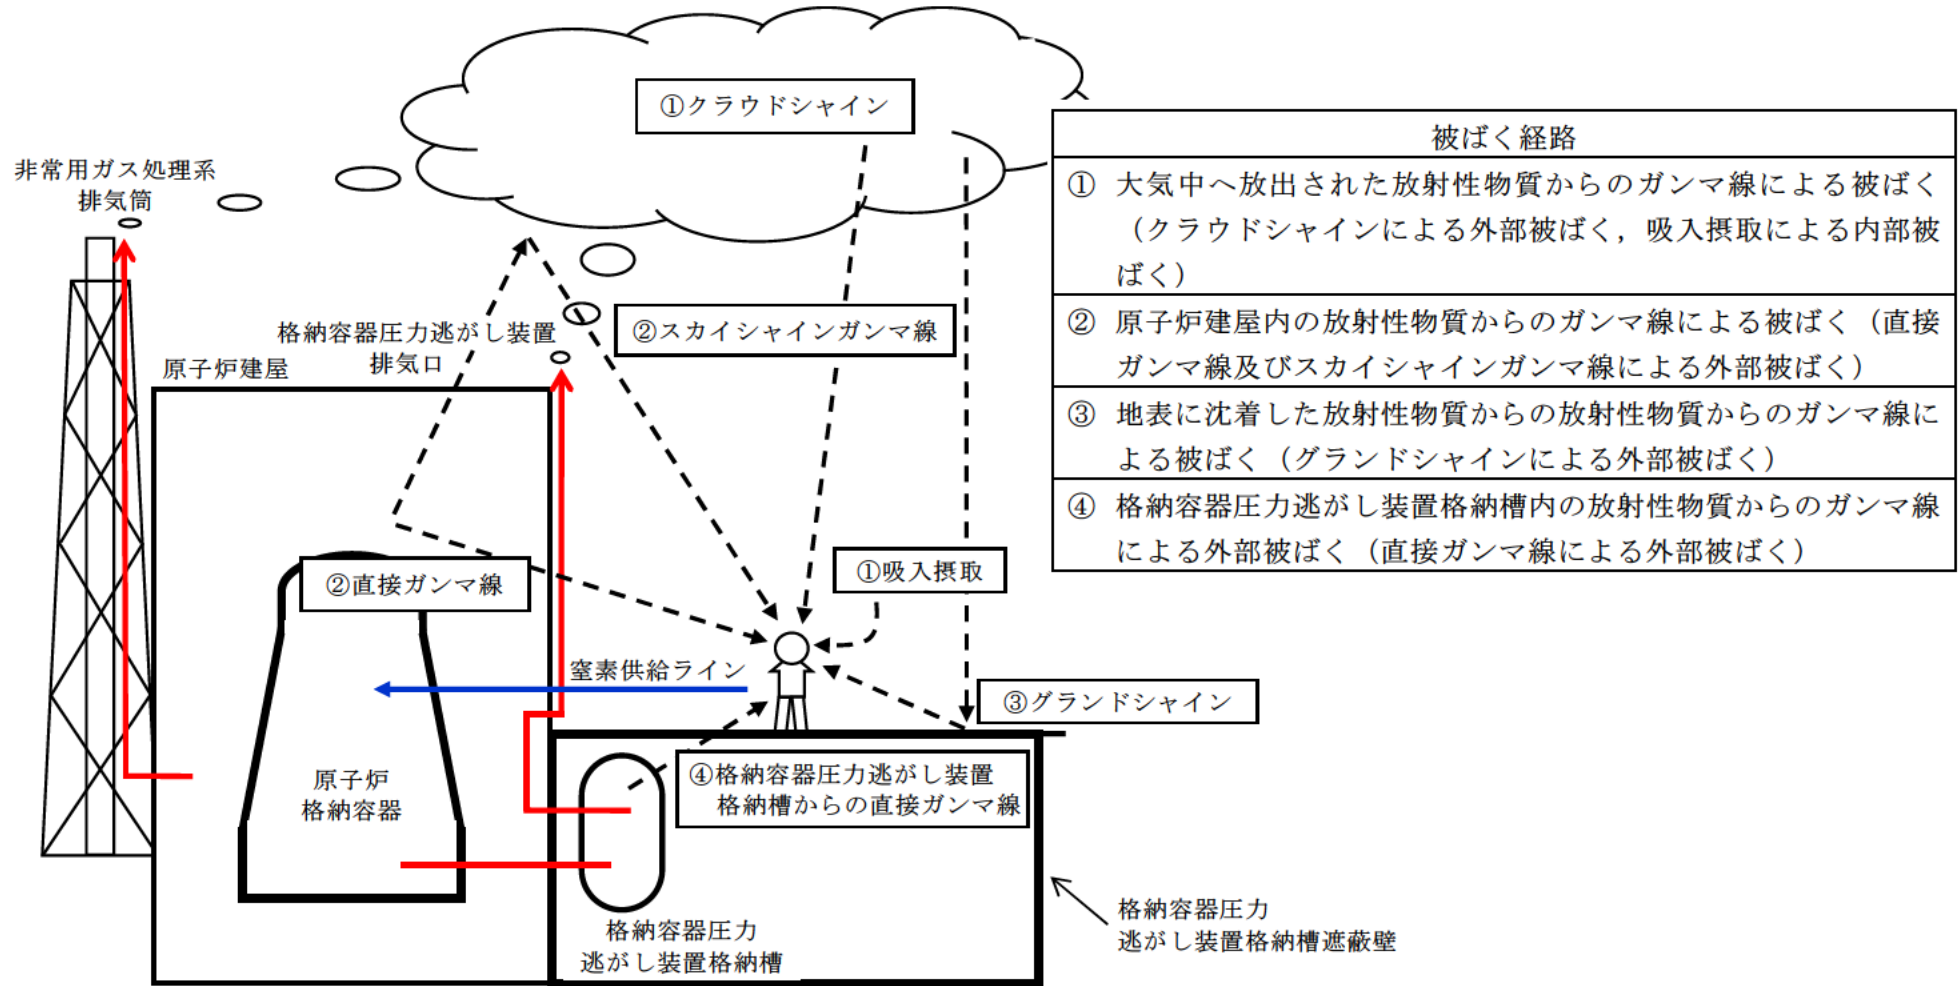 ①クラウドシャイン
非常用ガス処理系
排気筒
格納容器圧力逃がし装置
排気口
②スカイシャインガンマ線
原子炉建屋
②直接ガンマ線
①吸入摂取
窒素供給ライン
③グランドシャイン
原子炉
格納容器
④格納容器圧力逃がし装置
格納槽からの直接ガンマ線
格納容器圧力
逃がし装置格納槽
格納容器圧力
逃がし装置格納槽遮蔽壁
被ばく経路
① 大気中へ放出された放射性物質からのガンマ線による被ばく
（クラウドシャインによる外部被ばく，吸入摂取による内部被
ばく）
② 原子炉建屋内の放射性物質からのガンマ線による被ばく（直接
ガンマ線及びスカイシャインガンマ線による外部被ばく）
③ 地表に沈着した放射性物質からの放射性物質からのガンマ線に
よる被ばく（グランドシャインによる外部被ばく）
④ 格納容器圧力逃がし装置格納槽内の放射性物質からのガンマ線
による外部被ばく（直接ガンマ線による外部被ばく）